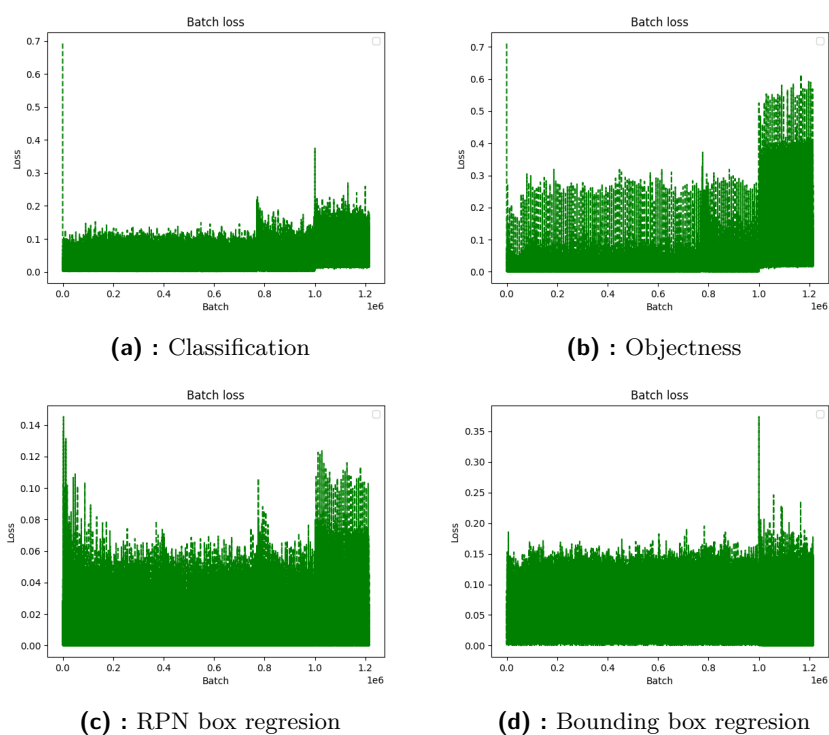 Batch loss
0.7
0.6
0.5
0.4
0.3
0.2
0.1
0.0
Loss
0.0 0.2 0.4 0.6 0.8 1.0 1.2
1e6
Batch
(a) : Classification
Batch loss
0.7
0.6
0.5
0.4
0.3
0.2
0.1
0.0
Loss
0.0 0.2 0.4 0.6 0.8 1.0 1.2
1e6
Batch
(b) : Objectness
Batch loss
0.14
0.12
0.10
0.08
0.06
0.04
0.02
0.00
Loss
0.0 0.2 0.4 0.6 0.8 1.0 1.2
1e6
Batch
(c) : RPN box regresion
Batch loss
0.35
0.30
0.25
0.20
0.15
0.10
0.05
0.00
Loss
0.0 0.2 0.4 0.6 0.8 1.0 1.2
1e6
Batch
(d) : Bounding box regresion